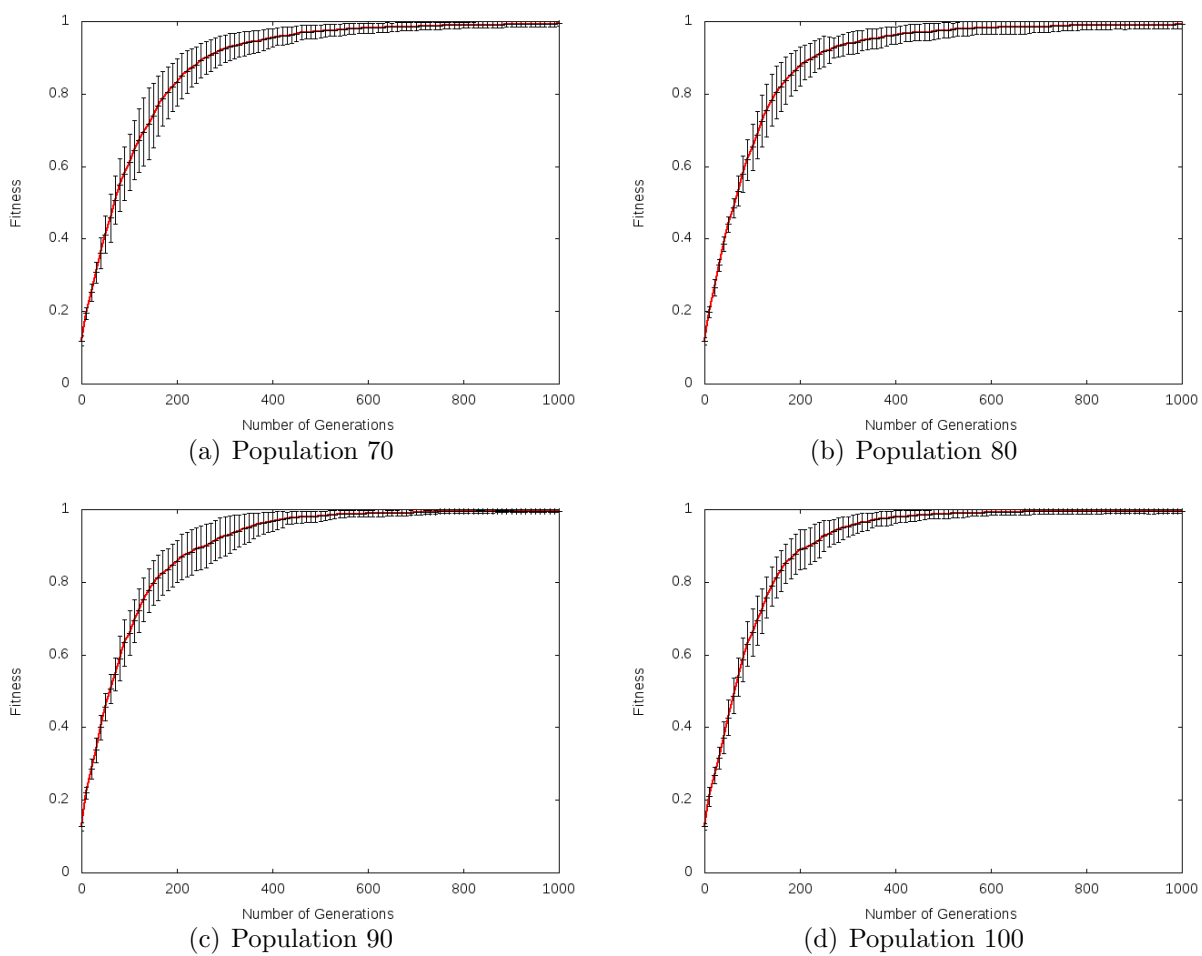 1
0.8
0.6
0.4
0.2
0
Fitness
0 200 400 600 800 1000
Number of Generations
(a) Population 70
1
0.8
0.6
0.4
0.2
0
Fitness
0 200 400 600 800 1000
Number of Generations
(b) Population 80
1
0.8
0.6
0.4
0.2
0
Fitness
0 200 400 600 800 1000
Number of Generations
(c) Population 90
1
0.8
0.6
0.4
0.2
0
Fitness
0 200 400 600 800 1000
Number of Generations
(d) Population 100